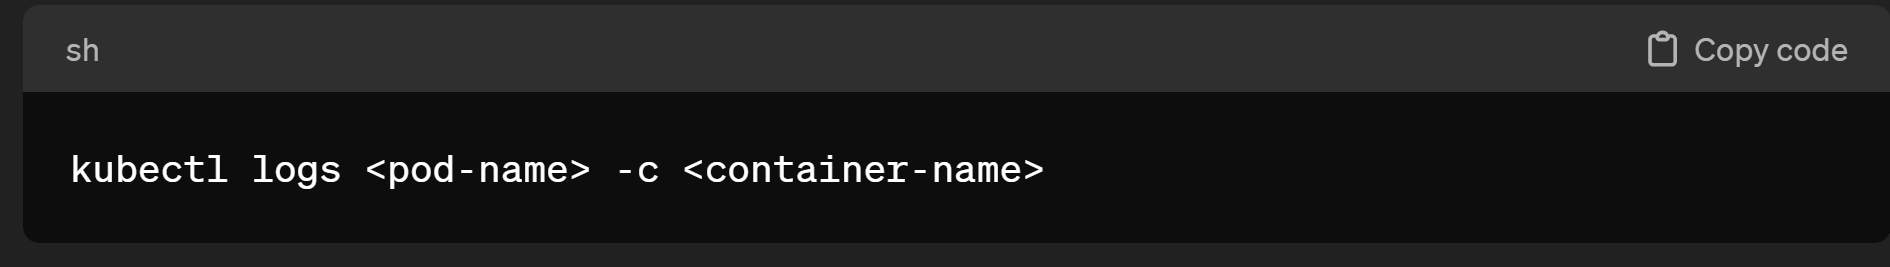 sh
Copy code
kubectl logs <pod-name> -c <container-name>